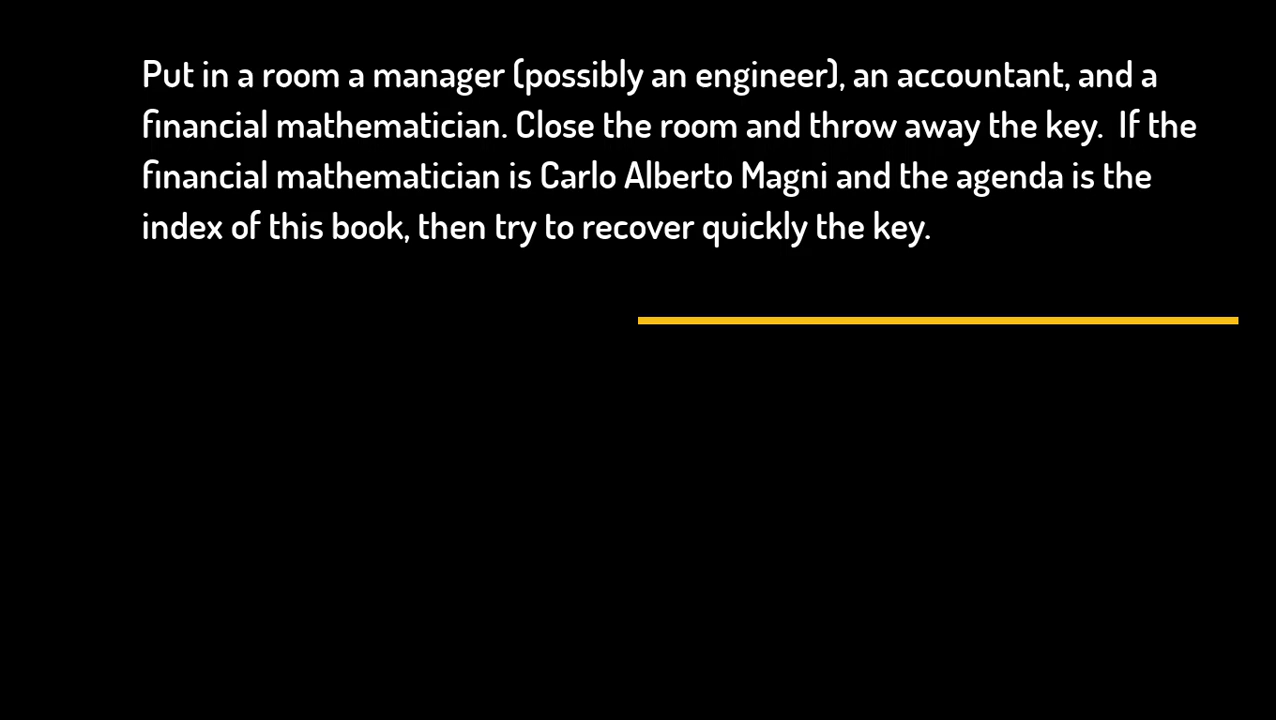 Put in a room a manager (possibly an engineer), an accountant, and a
financial mathematician. Close the room and throw away the key.  If the
financial mathematician is Carlo Alberto Magni and the agenda is the
index of this book, then try to recover quickly the key.